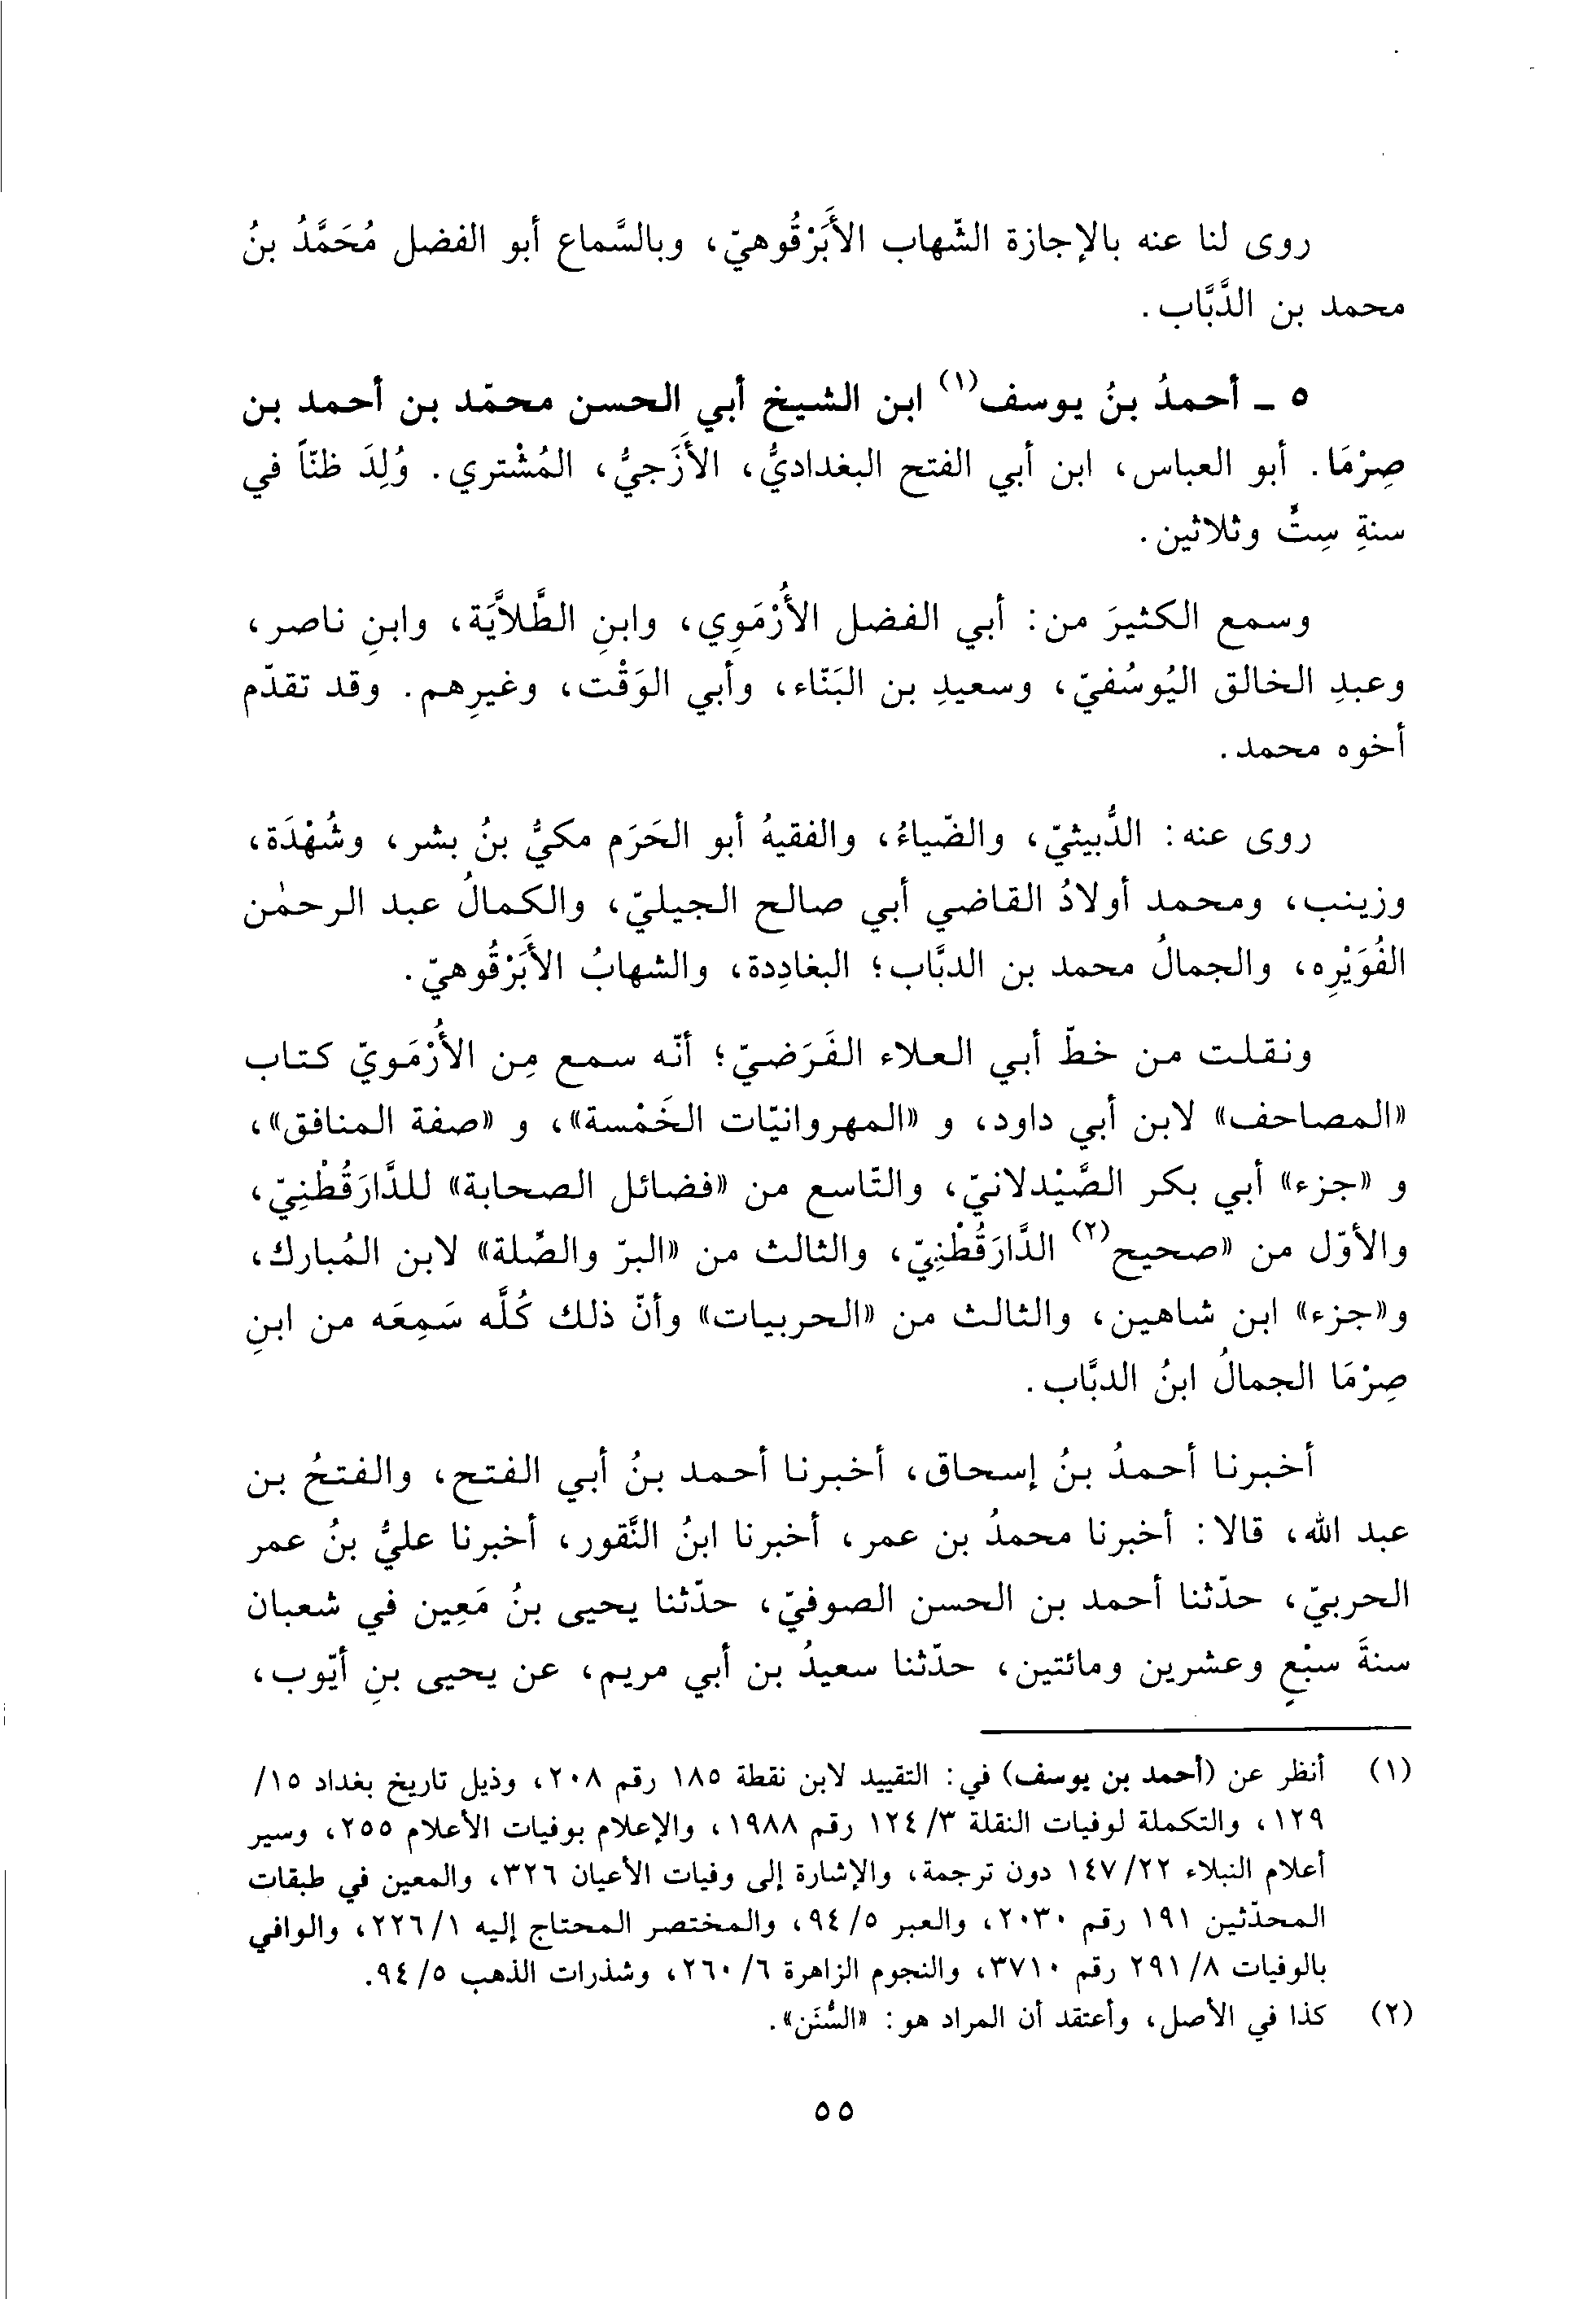 روى لنا عنه بالإجازة الشّهاب الأَبَرْقُوهيّ، وبالسَّماع أبو الفضل مُحَمَّدُ بنُ
محمد بن الدَّبَّاب.
٥ ـ أحمدُ بنُ يوسف(١) ابن الشيخ أبي الحسن محمّد بن أحمد بن
صِرْمَا. أبو العباس، ابن أبي الفتح البغداديُّ، الأَزَجيُّ، المُشْتري. وُلِدَ ظنّاً في
سنةِ سِتٍّ وثلاثين.
وسمع الكثيرَ من: أبي الفضل الأُرْمَوِي، وابنِ الطَّلاَّيَة، وابنِ ناصر،
وعبدِ الخالق اليُوسُفيّ، وسعيدِ بن البَنّاء، وأبي الوَقْت، وغيرِهم. وقد تقدّم
أخوه محمد.
روى عنه: الدُّبيثيّ، والضّياءُ، والفقيهُ أبو الحَرَم مكيُّ بنُ بشر، وشُهْدَة،
وزينب، ومحمد أولادُ القاضي أبي صالح الجيليّ، والكمالُ عبد الرحمٰن
الفُوَيْرِه، والجمالُ محمد بن الدبَّاب؛ البغادِدة، والشهابُ الأَبَرْقُوهيّ.
ونقلت من خطّ أبي العلاء الفَرَضيّ؛ أنّه سمع مِن الأُرْمَويّ كتاب
«المصاحف» لابن أبي داود، و «المهروانيّات الخَمْسة»، و «صفة المنافق»،
و «جزء» أبي بكر الصَّيْدلانيّ، والتّاسع من «فضائل الصحابة» للدَّارَقُطْنِيّ،
والأوّل من «صحيح(٢) الدَّارَقُطْنِيّ، والثالث من «البرّ والصِّلة» لابن المُبارك،
و«جزء» ابن شاهين، والثالث من «الحربيات» وأنّ ذلك كُلَّه سَمِعَه من ابنِ
صِرْمَا الجمالُ ابنُ الدبَّاب.
أخبرنا أحمدُ بنُ إسحاق، أخبرنا أحمد بنُ أبي الفتح، والفتحُ بن
عبد الله، قالا: أخبرنا محمدُ بن عمر، أخبرنا ابنُ النَّقور، أخبرنا عليُّ بنُ عمر
الحربيّ، حدّثنا أحمد بن الحسن الصوفيّ، حدّثنا يحيى بنُ مَعِين في شعبان
سنةَ سبْعٍ وعشرين ومائتين، حدّثنا سعيدُ بن أبي مريم، عن يحيى بنِ أيّوب،
(١) أنظر عن (أحمد بن يوسف) في: التقييد لابن نقطة ١٨٥ رقم ٢٠٨، وذيل تاريخ بغداد ١٥/
١٢٩، والتكملة لوفيات النقلة ٣/ ١٢٤ رقم ١٩٨٨، والإعلام بوفيات الأعلام ٢٥٥، وسير
أعلام النبلاء ٢٢/ ١٤٧ دون ترجمة، والإشارة إلى وفيات الأعيان ٣٢٦، والمعين في طبقات
المحدّثين ١٩١ رقم ٢٠٣٠، والعبر ٥/ ٩٤، والمختصر المحتاج إليه ١/ ٢٢٦، والوافي
بالوفيات ٨/ ٢٩١ رقم ٣٧١٠، والنجوم الزاهرة ٦/ ٢٦٠، وشذرات الذهب ٥/ ٩٤.
(٢) كذا في الأصل، وأعتقد أن المراد هو: «السُّنَن».
٥٥